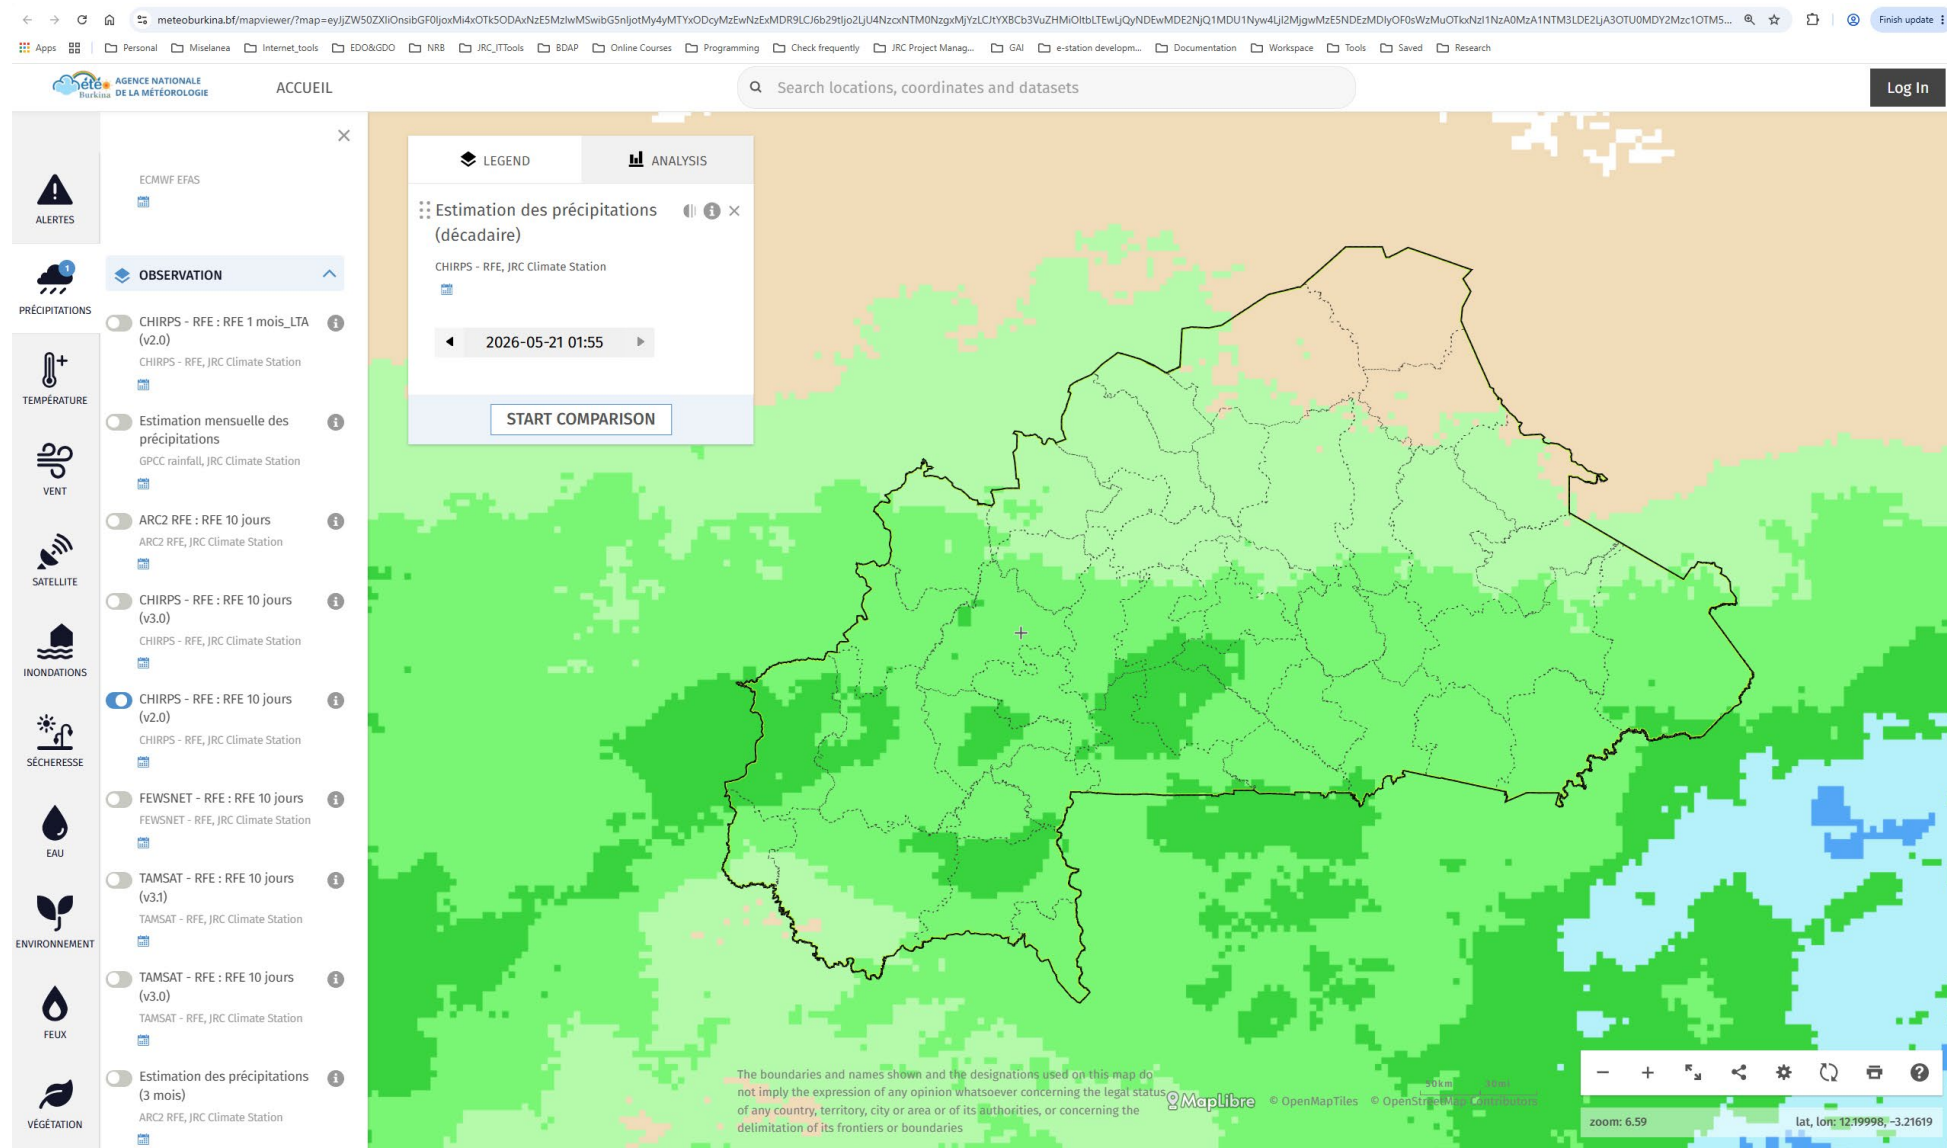 meteoburkina.bf/mapviewer/?map=eyJjZW50ZXIiOnsibGF0IjoxMi4xOTk5ODAxNzE5MzIwMSwibG5nIjotMy4yMTYxODcyMzEwNzExMDR9LCJ6b29tIjo2LjU4NzcxNTM0NzgxMjYzLCJtYXBCb3VuZHMiOltbLTEwLjQyNDEwMDE2NjQ1MDU1Nyw4LjI2MjgwMzE5NDEzMDIyOF0sWzMuOTkxNzI1NzA4MzA1NTM3LDE2LjA3OTU0MDY2Mzc1OTM5...
Finish update
Apps
Personal
Miselanea
Internet_tools
EDO&GDO
NRB
JRC_ITTools
BDAP
Online Courses
Programming
Check frequently
JRC Project Manag...
GAI
e-station developm...
Documentation
Workspace
Tools
Saved
Research
Météo Burkina
AGENCE NATIONALE
DE LA MÉTÉOROLOGIE
ACCUEIL
Search locations, coordinates and datasets
Log In
ALERTES
1
PRÉCIPITATIONS
TEMPÉRATURE
VENT
SATELLITE
INONDATIONS
SÉCHERESSE
EAU
ENVIRONNEMENT
FEUX
VÉGÉTATION
ECMWF EFAS
OBSERVATION
CHIRPS - RFE : RFE 1 mois_LTA
(v2.0)
CHIRPS - RFE, JRC Climate Station
Estimation mensuelle des
précipitations
GPCC rainfall, JRC Climate Station
ARC2 RFE : RFE 10 jours
ARC2 RFE, JRC Climate Station
CHIRPS - RFE : RFE 10 jours
(v3.0)
CHIRPS - RFE, JRC Climate Station
CHIRPS - RFE : RFE 10 jours
(v2.0)
CHIRPS - RFE, JRC Climate Station
FEWSNET - RFE : RFE 10 jours
FEWSNET - RFE, JRC Climate Station
TAMSAT - RFE : RFE 10 jours
(v3.1)
TAMSAT - RFE, JRC Climate Station
TAMSAT - RFE : RFE 10 jours
(v3.0)
TAMSAT - RFE, JRC Climate Station
Estimation des précipitations
(3 mois)
ARC2 RFE, JRC Climate Station
LEGEND
ANALYSIS
Estimation des précipitations
(décadaire)
CHIRPS - RFE, JRC Climate Station
2026-05-21 01:55
START COMPARISON
The boundaries and names shown and the designations used on this map do
not imply the expression of any opinion whatsoever concerning the legal status
of any country, territory, city or area or of its authorities, or concerning the
delimitation of its frontiers or boundaries
MapLibre
© OpenMapTiles © OpenStreetMap contributors
50km
30mi
zoom: 6.59
lat, lon: 12.19998, -3.21619